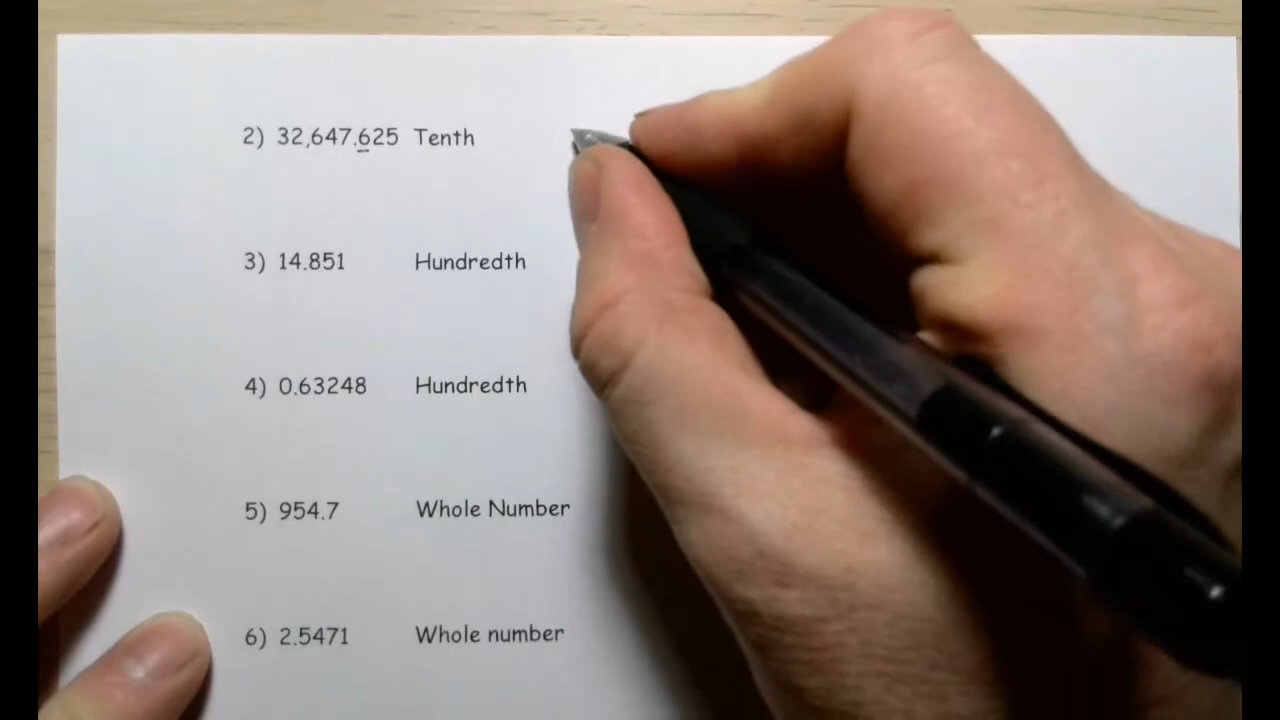 2) 32,647.625 Tenth
3) 14.851 Hundredth
4) 0.63248 Hundredth
5) 954.7 Whole Number
6) 2.5471 Whole number